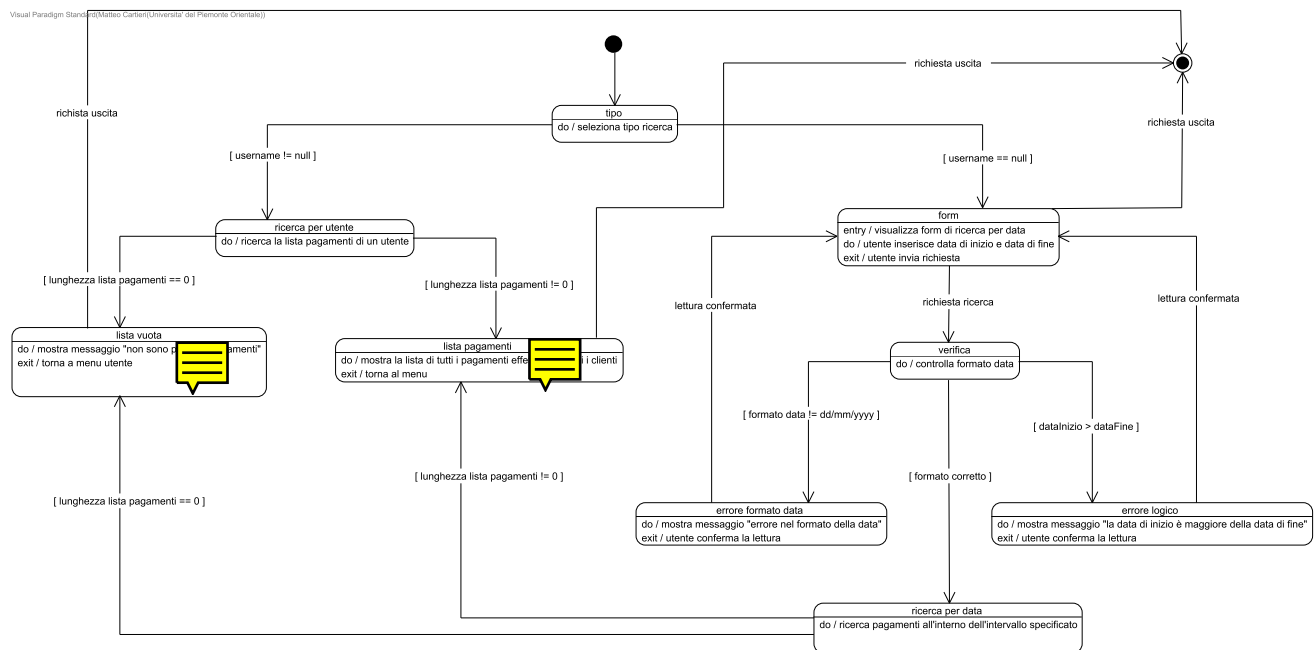 Visual Paradigm Standard(Matteo Cartieri(Universita' del Piemonte Orientale))
richiesta uscita
richista uscita
tipo
richiesta uscita
do / seleziona tipo ricerca
[ username != null ]
[ username == null ]
form
ricerca per utente
entry / visualizza form di ricerca per data
do / ricerca la lista pagamenti di un utente
do / utente inserisce data di inizio e data di fine
exit / utente invia richiesta
[ lunghezza lista pagamenti == 0 ]
[ lunghezza lista pagamenti != 0 ]
lettura confermata
richiesta ricerca
lettura confermata
lista vuota
do / mostra messaggio "non sono
exit / torna a menu utente
lista pagamenti
do / mostra la lista di tutti i pagamenti i clienti
exit / torna al menu
verifica
do / controlla formato data
[ formato data != dd/mm/yyyy ]
[ dataInizio > dataFine ]
[ lunghezza lista pagamenti != 0 ]
[ formato corretto ]
[ lunghezza lista pagamenti == 0 ]
errore formato data
do / mostra messaggio "errore nel formato della data"
exit / utente conferma la lettura
errore logico
do / mostra messaggio "la data di inizio è maggiore della data di fine"
exit / utente conferma la lettura
ricerca per data
do / ricerca pagamenti all'interno dell'intervallo specificato